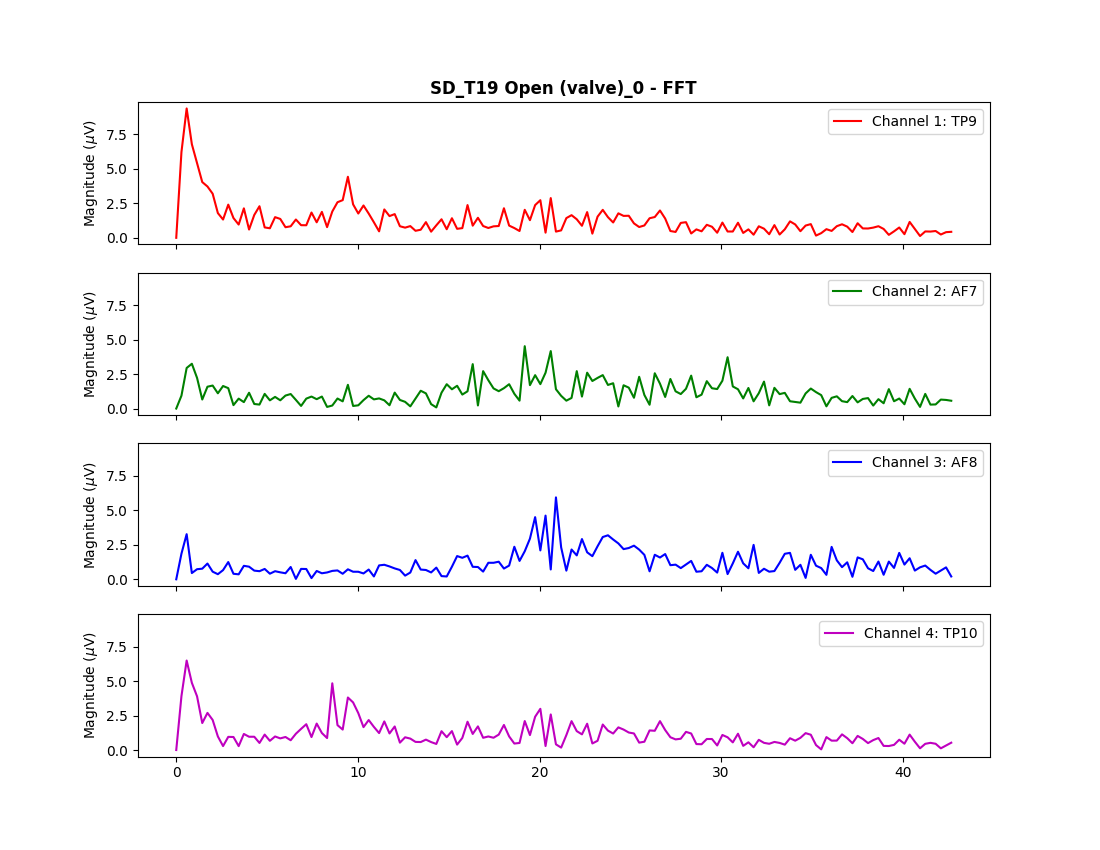 SD_T19 Open (valve)_0 - FFT
Magnitude (μV)
7.5
5.0
2.5
0.0
Channel 1: TP9
Magnitude (μV)
7.5
5.0
2.5
0.0
Channel 2: AF7
Magnitude (μV)
7.5
5.0
2.5
0.0
Channel 3: AF8
Magnitude (μV)
7.5
5.0
2.5
0.0
Channel 4: TP10
0 10 20 30 40